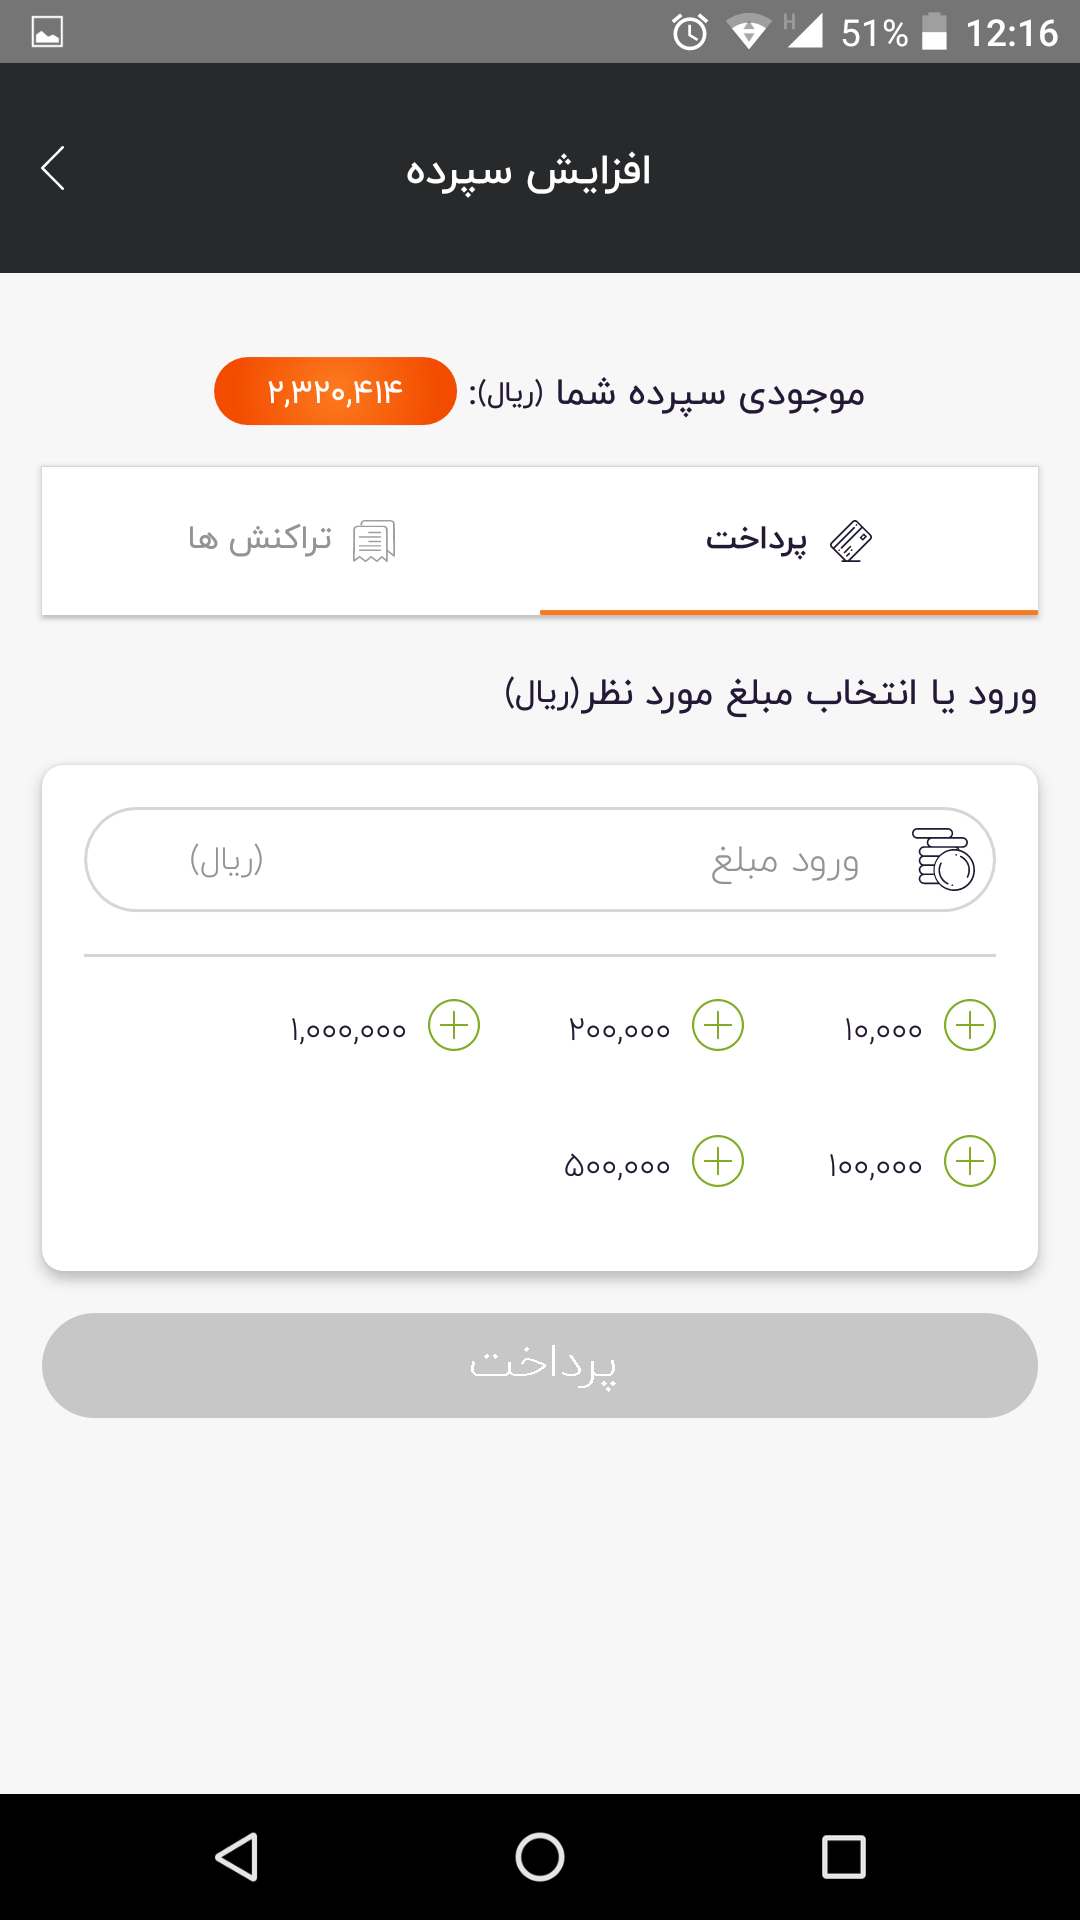 H 51% 12:16
افزایش سپرده
موجودی سپرده شما (ریال): ۲,۳۲۰,۴۱۴
پرداخت تراکنش ها
ورود یا انتخاب مبلغ مورد نظر(ریال)
ورود مبلغ (ریال)
۱۰,۰۰۰ ۲۰۰,۰۰۰ ۱,۰۰۰,۰۰۰
۱۰۰,۰۰۰ ۵۰۰,۰۰۰
پرداخت